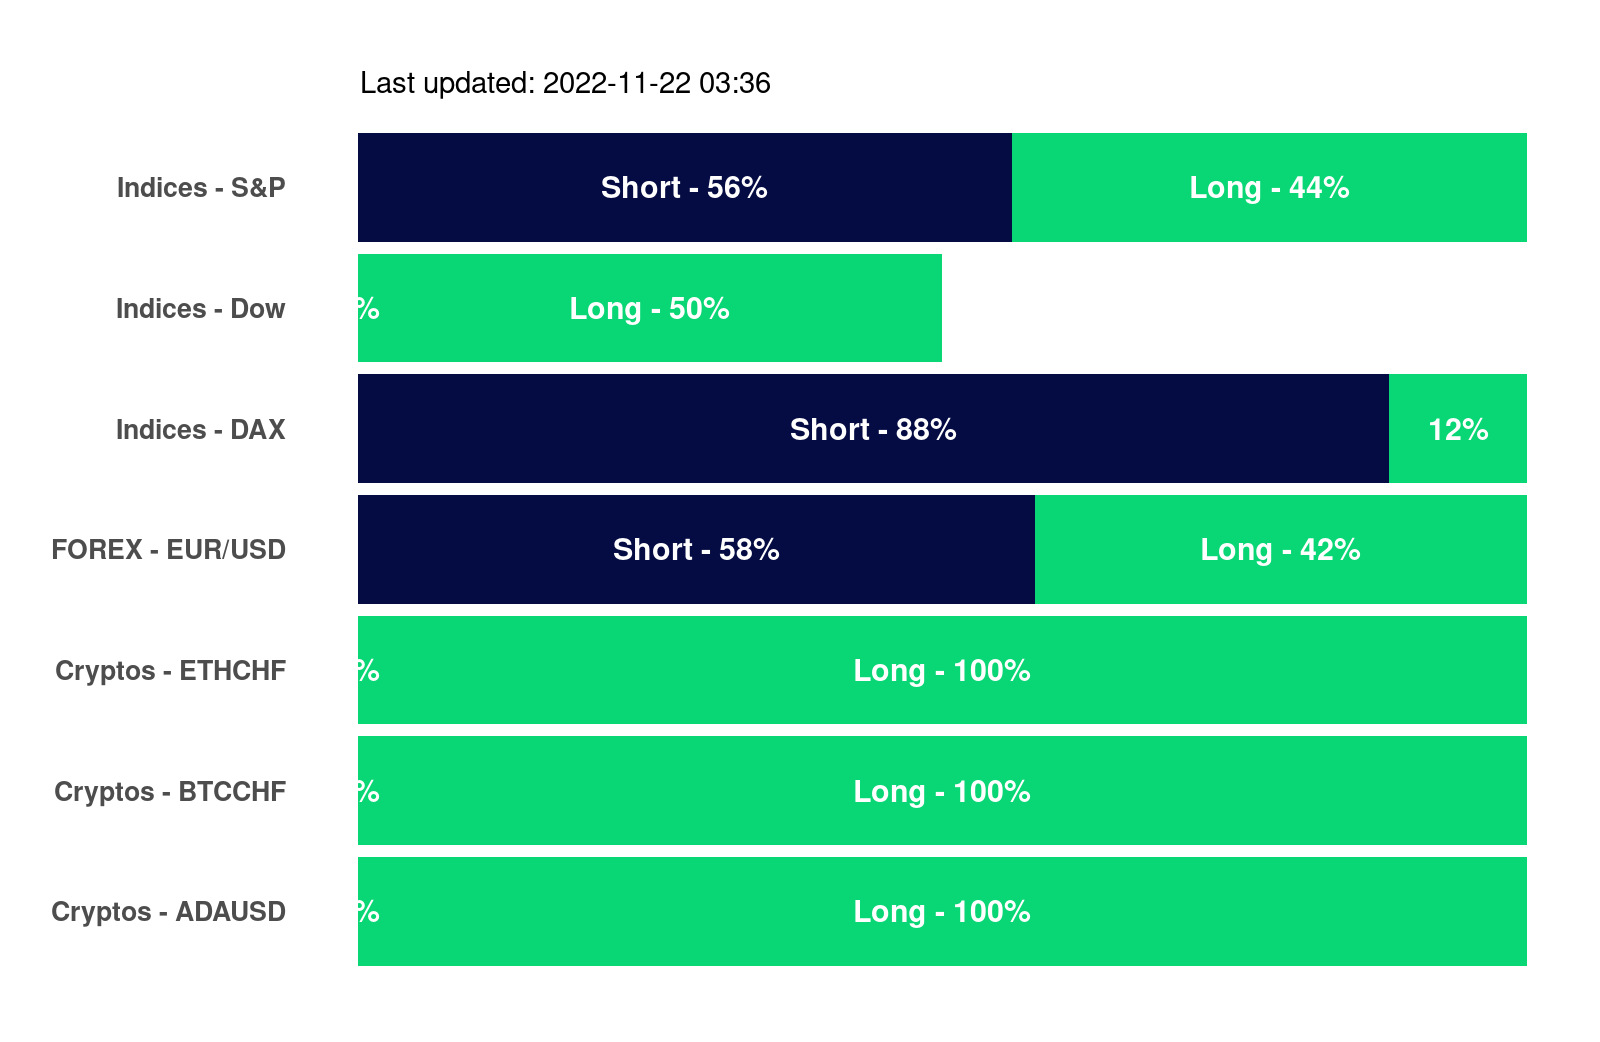 Last updated: 2022-11-22 03:36
Indices - S&P Short - 56% Long - 44%
Indices - Dow % Long - 50%
Indices - DAX Short - 88% 12%
FOREX - EUR/USD Short - 58% Long - 42%
Cryptos - ETHCHF % Long - 100%
Cryptos - BTCCHF % Long - 100%
Cryptos - ADAUSD % Long - 100%